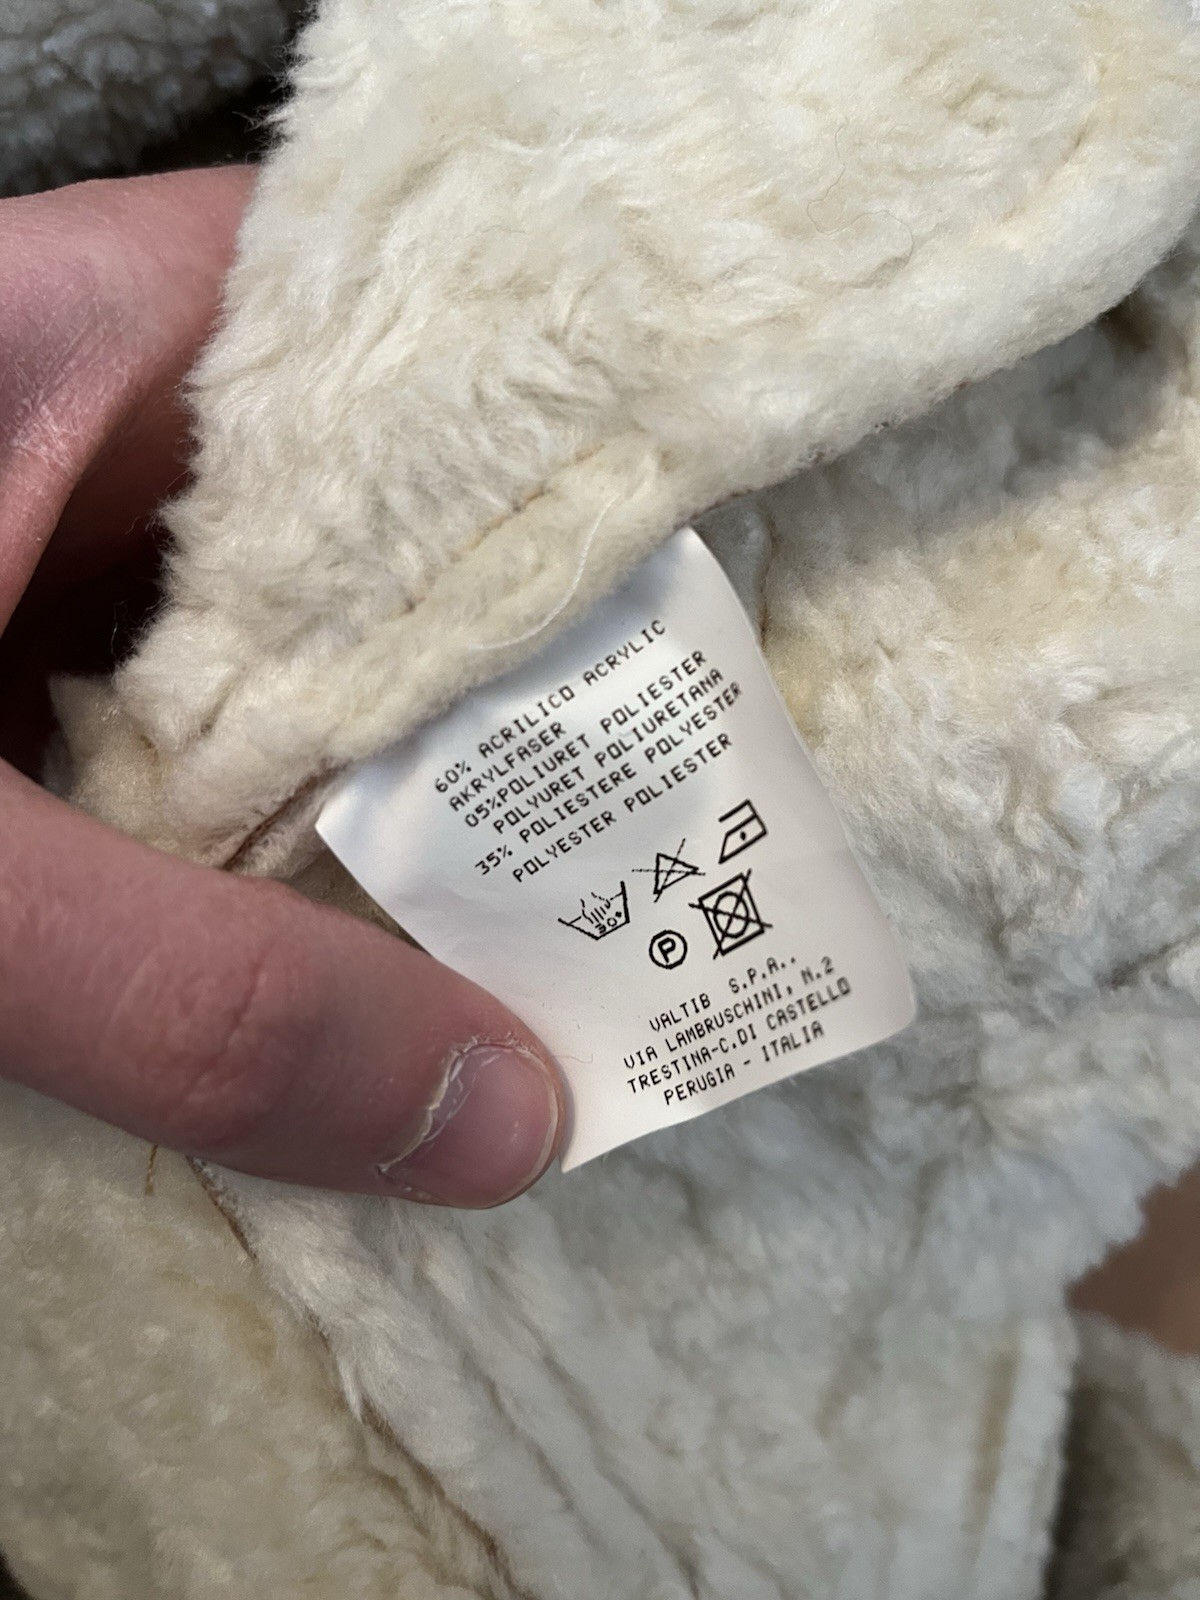 60% ACRILICO ACRYLIC
AKRYLFASER
05%POLIURET POLIESTER
POLYURET POLIURETANA
35% POLIESTERE POLYESTER
POLYESTER POLIESTER
30°
P
VALTIB S.P.A..
VIA LAMBRUSCHINI, N.2
TRESTINA-C.DI CASTELLO
PERUGIA - ITALIA